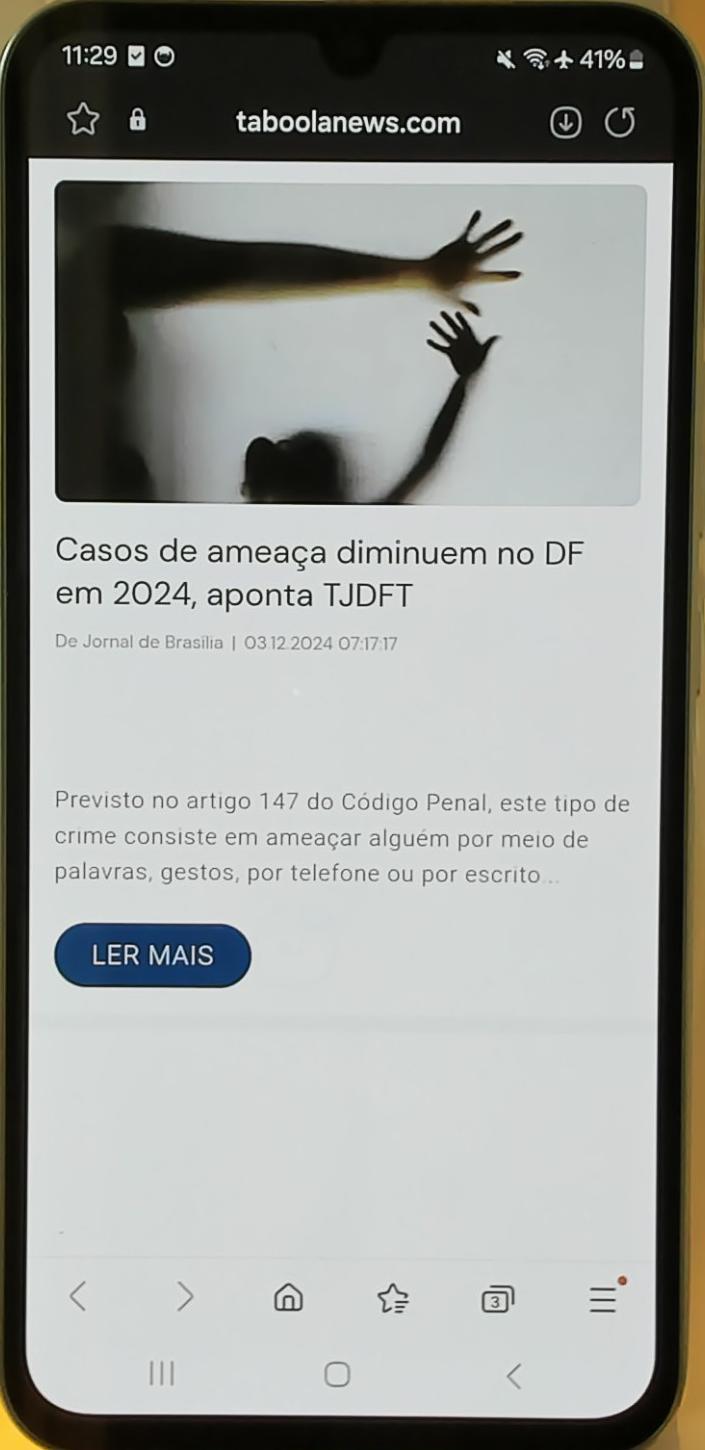 11:29
41%
taboolanews.com
Casos de ameaça diminuem no DF
em 2024, aponta TJDFT
De Jornal de Brasília | 03.12.2024 07:17:17
Previsto no artigo 147 do Código Penal, este tipo de
crime consiste em ameaçar alguém por meio de
palavras, gestos, por telefone ou por escrito...
LER MAIS
3